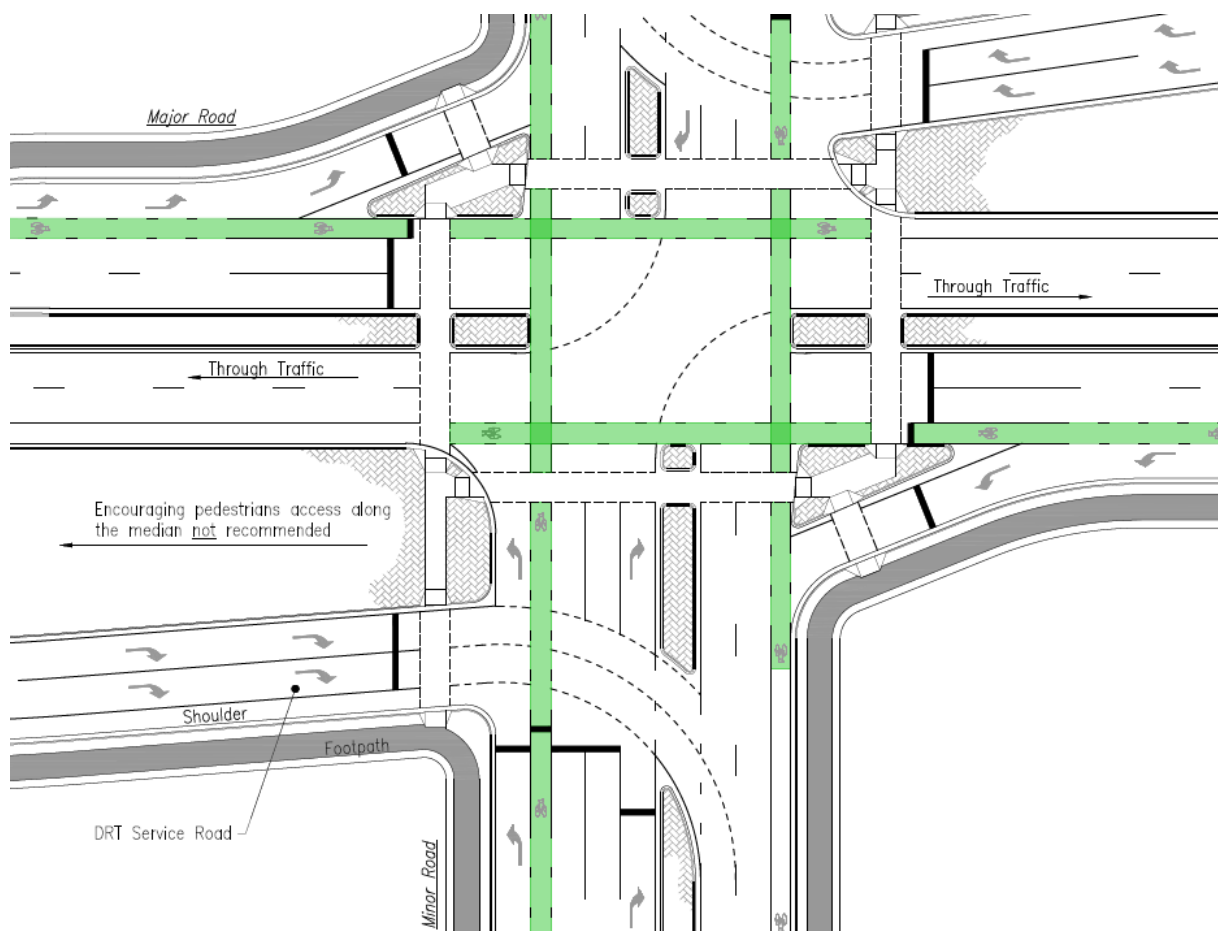 Major Road
Through Traffic
Through Traffic
Encouraging pedestrians access along
the median not recommended
Shoulder
Footpath
DRT Service Road
Minor Road